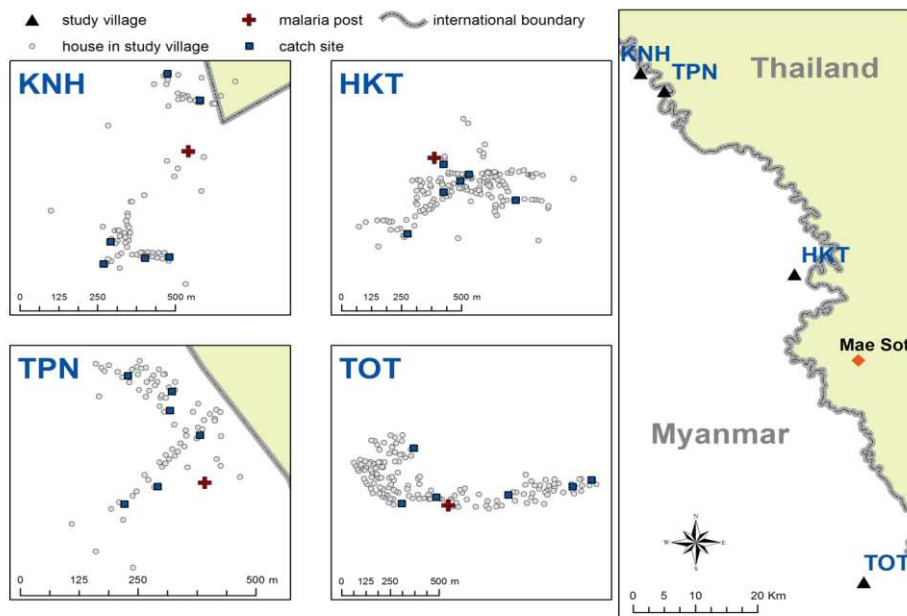 study village malaria post international boundary
house in study village catch site
KNH
0 125 250 500 m
HKT
0 125 250 500 m
TPN
0 125 250 500 m
TOT
0 125 250 500 m
KNH
TPN
Thailand
HKT
Mae Sot
Myanmar
N
W E
S
TOT
0 5 10 20 Km